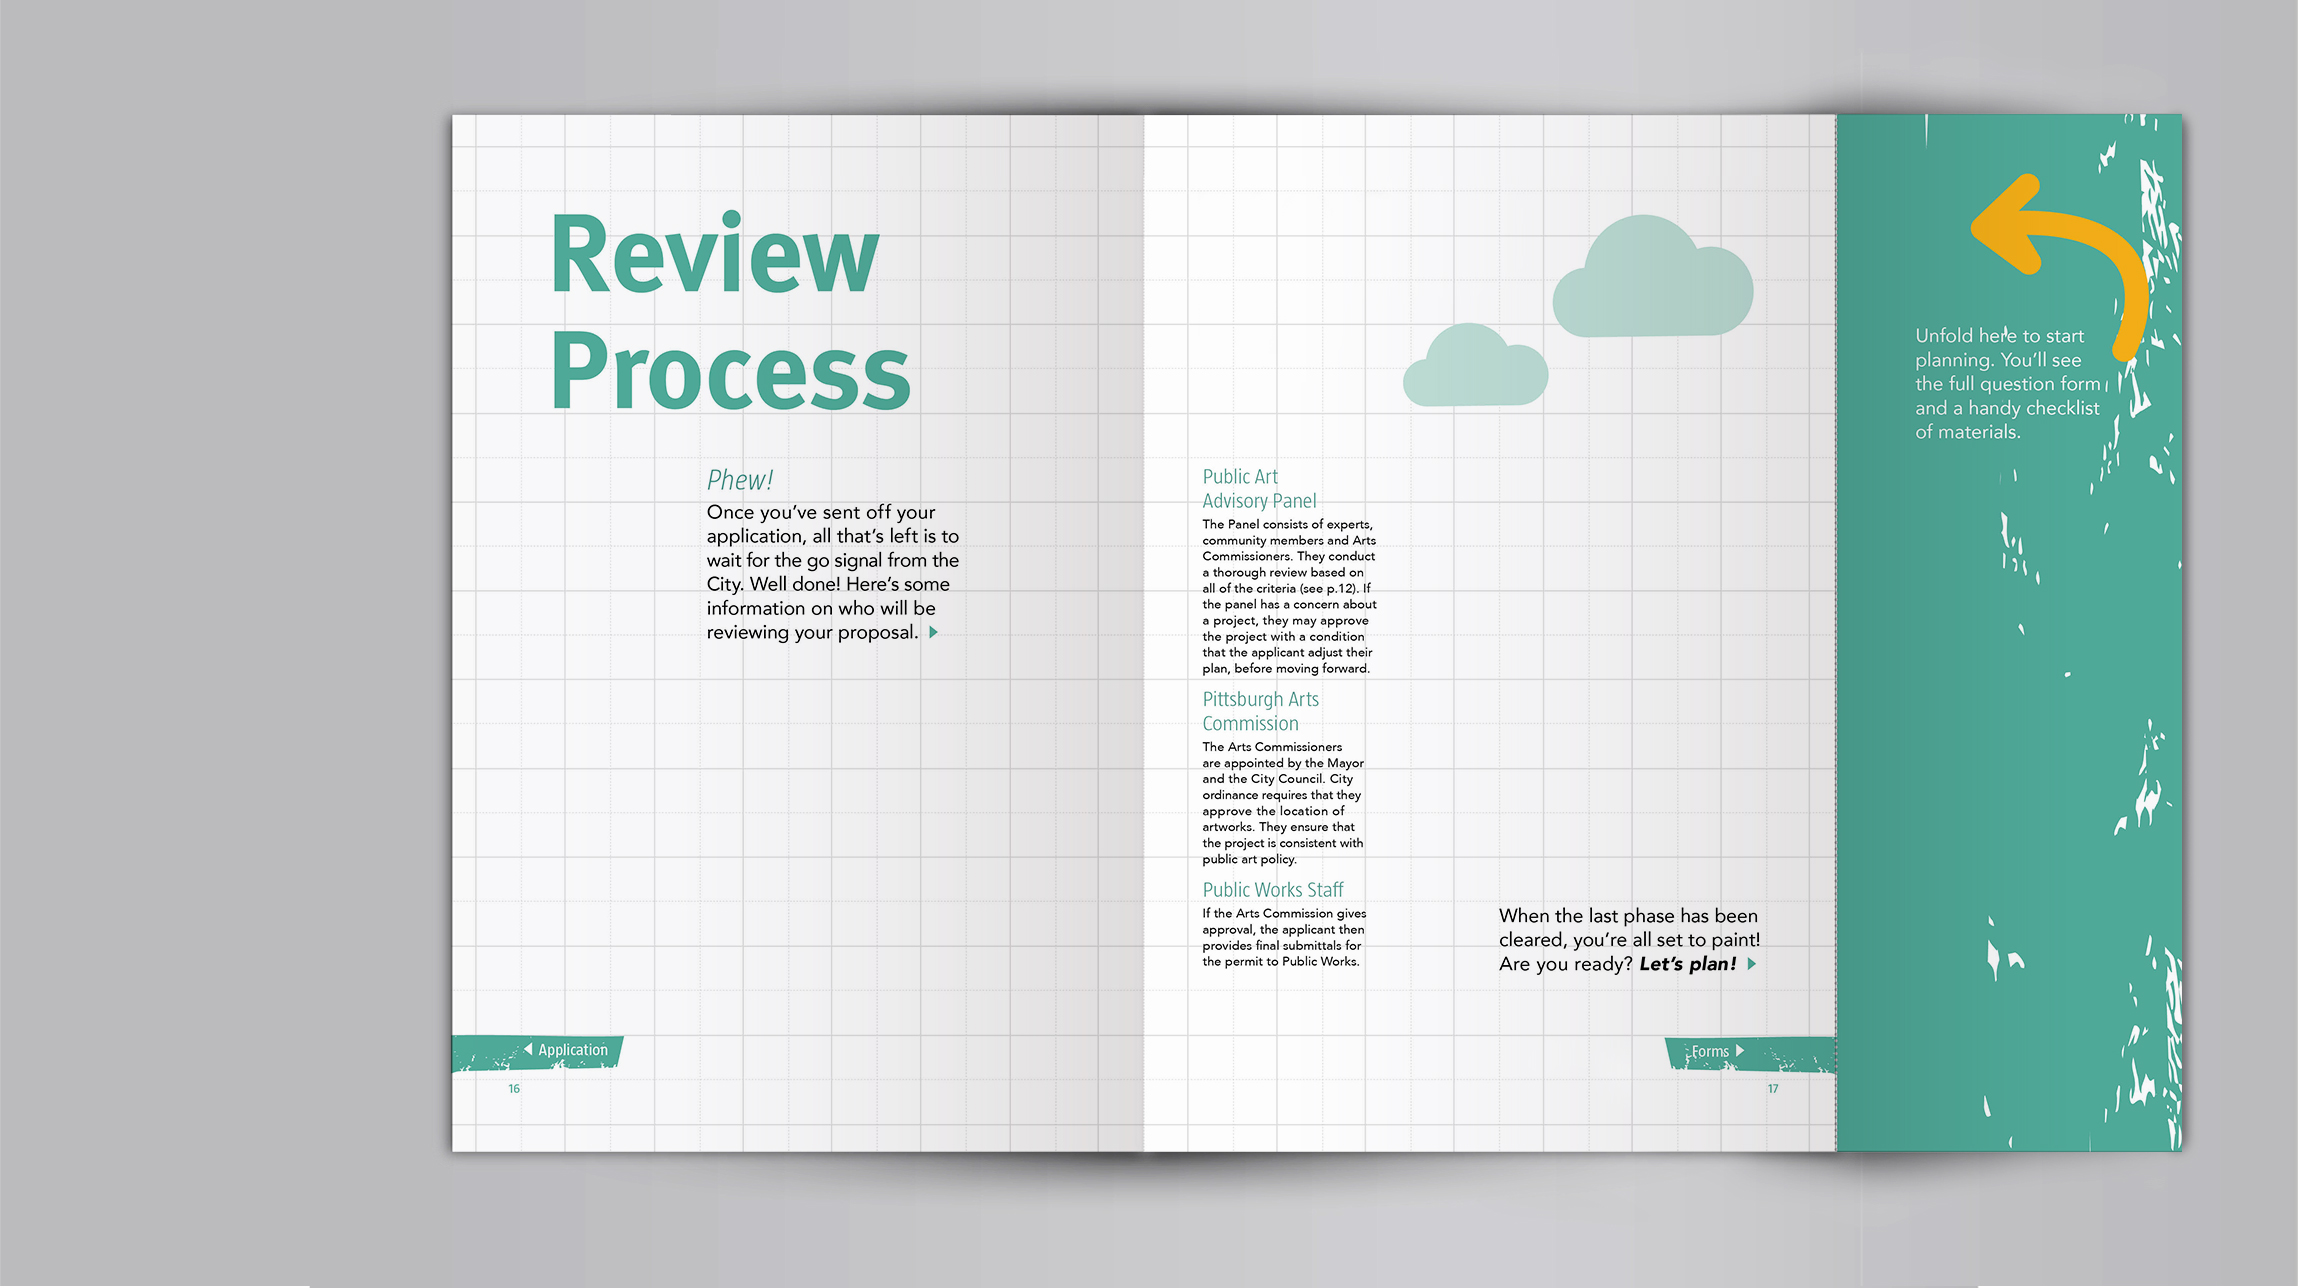 Review
Process
Phew!
Once you've sent off your
application, all that's left is to
wait for the go signal from the
City. Well done! Here's some
information on who will be
reviewing your proposal.
Application
16
Public Art
Advisory Panel
The Panel consists of experts,
community members and Arts
Commissioners. They conduct
a thorough review based on
all of the criteria (see p.12). If
the panel has a concern about
a project, they may approve
the project with a condition
that the applicant adjust their
plan, before moving forward.
Pittsburgh Arts
Commission
The Arts Commissioners
are appointed by the Mayor
and the City Council. City
ordinance requires that they
approve the location of
artworks. They ensure that
the project is consistent with
public art policy.
Public Works Staff
If the Arts Commission gives
approval, the applicant then
provides final submittals for
the permit to Public Works.
When the last phase has been
cleared, you're all set to paint!
Are you ready? Let's plan!
Forms
17
Unfold here to start
planning. You'll see
the full question form
and a handy checklist
of materials.